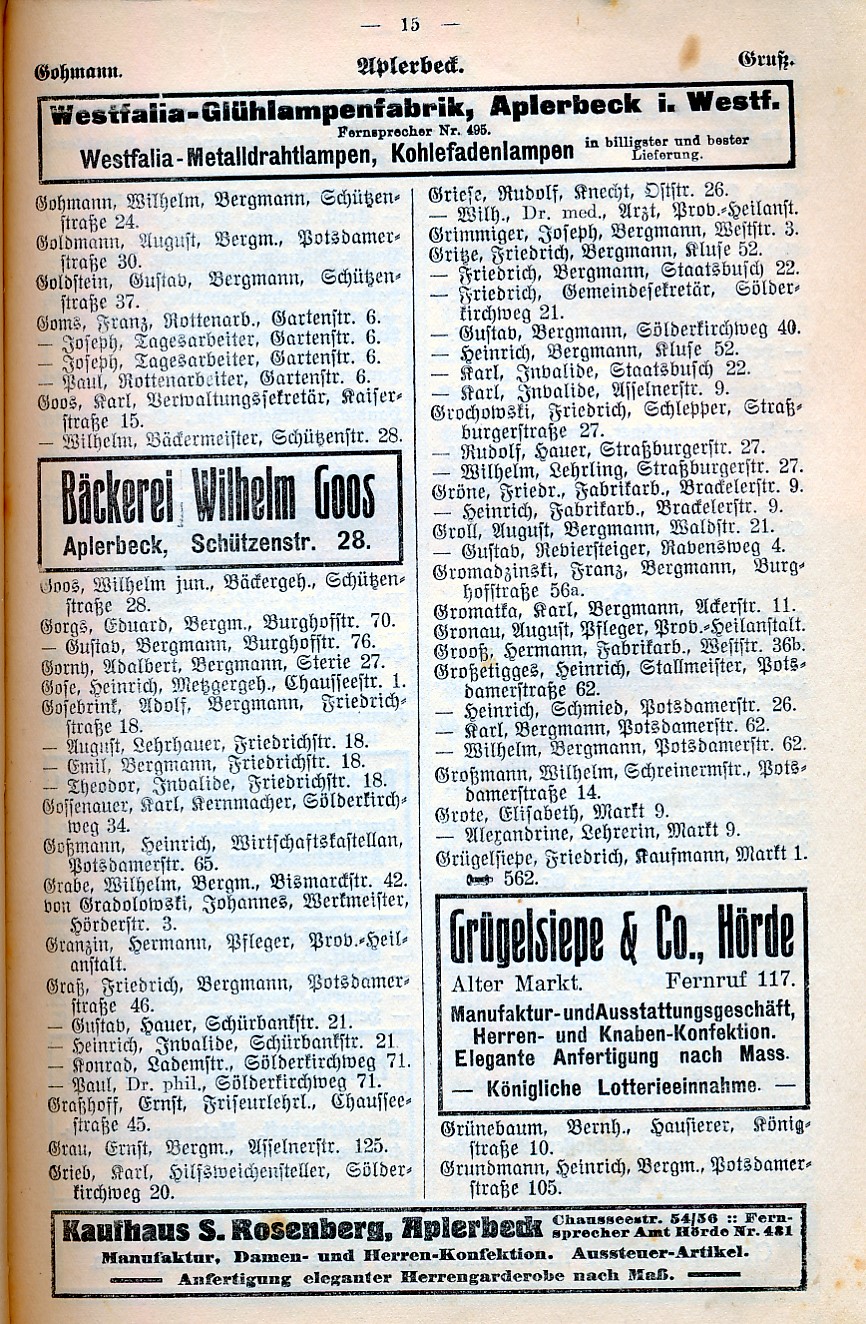 — 15 —
Gohmann. Aplerbeck. Gruß.
Westfalia-Glühlampenfabrik, Aplerbeck i. Westf.
Fernsprecher Nr. 495.
Westfalia-Metalldrahtlampen, Kohlefadenlampen in billigster und bester
Lieferung.
Gohmann, Wilhelm, Bergmann, Schützen-
straße 24.
Goldmann, August, Bergm., Potsdamer-
straße 30.
Goldstein, Gustav, Bergmann, Schützen-
straße 37.
Goms, Franz, Rottenarb., Gartenstr. 6.
— Joseph, Tagesarbeiter, Gartenstr. 6.
— Joseph, Tagesarbeiter, Gartenstr. 6.
— Paul, Rottenarbeiter, Gartenstr. 6.
Goos, Karl, Verwaltungssekretär, Kaiser-
straße 15.
— Wilhelm, Bäckermeister, Schützenstr. 28.
Bäckerei Wilhelm Goos
Aplerbeck, Schützenstr. 28.
Goos, Wilhelm jun., Bäckergeh., Schützen-
straße 28.
Gorgs, Eduard, Bergm., Burghofstr. 70.
— Gustav, Bergmann, Burghofstr. 76.
Gorny, Adalbert, Bergmann, Sterie 27.
Gose, Heinrich, Metzgergeh., Chausseestr. 1.
Gosebrink, Adolf, Bergmann, Friedrich-
straße 18.
— August, Lehrhauer, Friedrichstr. 18.
— Emil, Bergmann, Friedrichstr. 18.
— Theodor, Invalide, Friedrichstr. 18.
Gossenauer, Karl, Kernmacher, Sölderkirch-
weg 34.
Goßmann, Heinrich, Wirtschaftskastellan,
Potsdamerstr. 65.
Grabe, Wilhelm, Bergm., Bismarckstr. 42.
von Gradolowski, Johannes, Werkmeister,
Hörderstr. 3.
Granzin, Hermann, Pfleger, Prob.-Heil-
anstalt.
Graß, Friedrich, Bergmann, Potsdamer-
straße 46.
— Gustav, Hauer, Schürbankstr. 21.
— Heinrich, Invalide, Schürbankstr. 21
— Konrad, Lademstr., Sölderkirchweg 71.
— Paul, Dr. phil., Sölderkirchweg 71.
Graßhoff, Ernst, Friseurlehrl., Chaussee-
straße 45.
Grau, Ernst, Bergm., Asselnerstr. 125.
Grieb, Karl, Hilfsweichensteller, Sölder-
kirchweg 20.
Griese, Rudolf, Knecht, Oststr. 26.
— Wilh., Dr. med., Arzt, Prob.-Heilanst.
Grimmiger, Joseph, Bergmann, Weststr. 3.
Gritze, Friedrich, Bergmann, Kluse 52.
— Friedrich, Bergmann, Staatsbusch 22.
— Friedrich, Gemeindesekretär, Sölder-
kirchweg 21.
— Gustav, Bergmann, Sölderkirchweg 40.
— Heinrich, Bergmann, Kluse 52.
— Karl, Invalide, Staatsbusch 22.
— Karl, Invalide, Asselnerstr. 9.
Grochowski, Friedrich, Schlepper, Straß-
burgerstraße 27.
— Rudolf, Hauer, Straßburgerstr. 27.
— Wilhelm, Lehrling, Straßburgerstr. 27.
Gröne, Friedr., Fabrikarb., Brackelerstr. 9.
— Heinrich, Fabrikarb., Brackelerstr. 9.
Groll, August, Bergmann, Waldstr. 21.
— Gustav, Reviersteiger, Rabensweg 4.
Gromadzinski, Franz, Bergmann, Burg-
hofstraße 56a.
Gromatka, Karl, Bergmann, Ackerstr. 11.
Gronau, August, Pfleger, Prob.-Heilanstalt.
Grooß, Hermann, Fabrikarb., Weststr. 36b.
Großetigges, Heinrich, Stallmeister, Pots-
damerstraße 62.
— Heinrich, Schmied, Potsdamerstr. 26.
— Karl, Bergmann, Potsdamerstr. 62.
— Wilhelm, Bergmann, Potsdamerstr. 62.
Großmann, Wilhelm, Schreinermstr., Pots-
damerstraße 14.
Grote, Elisabeth, Markt 9.
— Alexandrine, Lehrerin, Markt 9.
Grügelsiepe, Friedrich, Kaufmann, Markt 1.
562.
Grügelsiepe & Co., Hörde
Alter Markt. Fernruf 117.
Manufaktur- und Ausstattungsgeschäft,
Herren- und Knaben-Konfektion.
Elegante Anfertigung nach Mass.
— Königliche Lotterieeinnahme. —
Grünebaum, Bernh., Hausierer, König-
straße 10.
Grundmann, Heinrich, Bergm., Potsdamer-
straße 105.
Kaufhaus S. Rosenberg, Aplerbeck Chausseestr. 54/56 :: Fern-
sprecher Amt Hörde Nr. 481
Manufaktur, Damen- und Herren-Konfektion. Aussteuer-Artikel.
Anfertigung eleganter Herrengarderobe nach Maß.